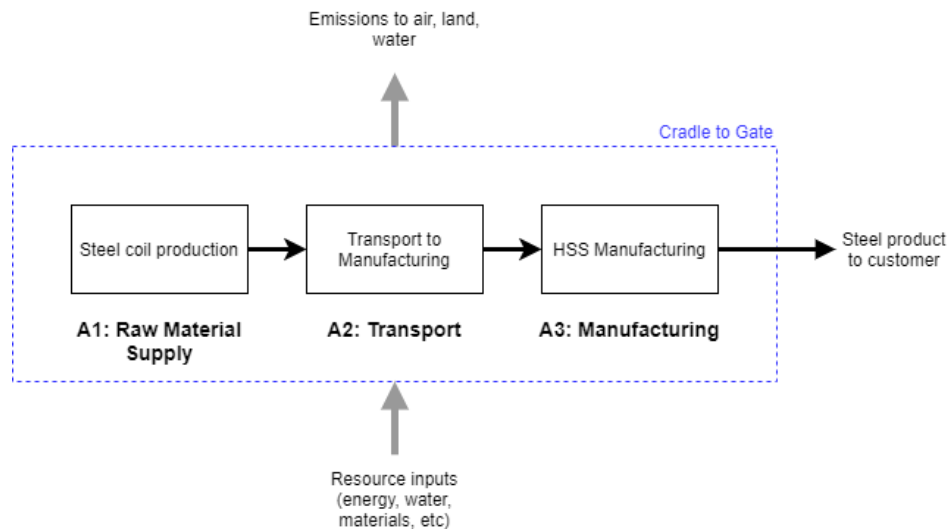 Emissions to air, land,
water
Cradle to Gate
Steel coil production
Transport to
Manufacturing
HSS Manufacturing
Steel product
to customer
A1: Raw Material
Supply
A2: Transport
A3: Manufacturing
Resource inputs
(energy, water,
materials, etc)